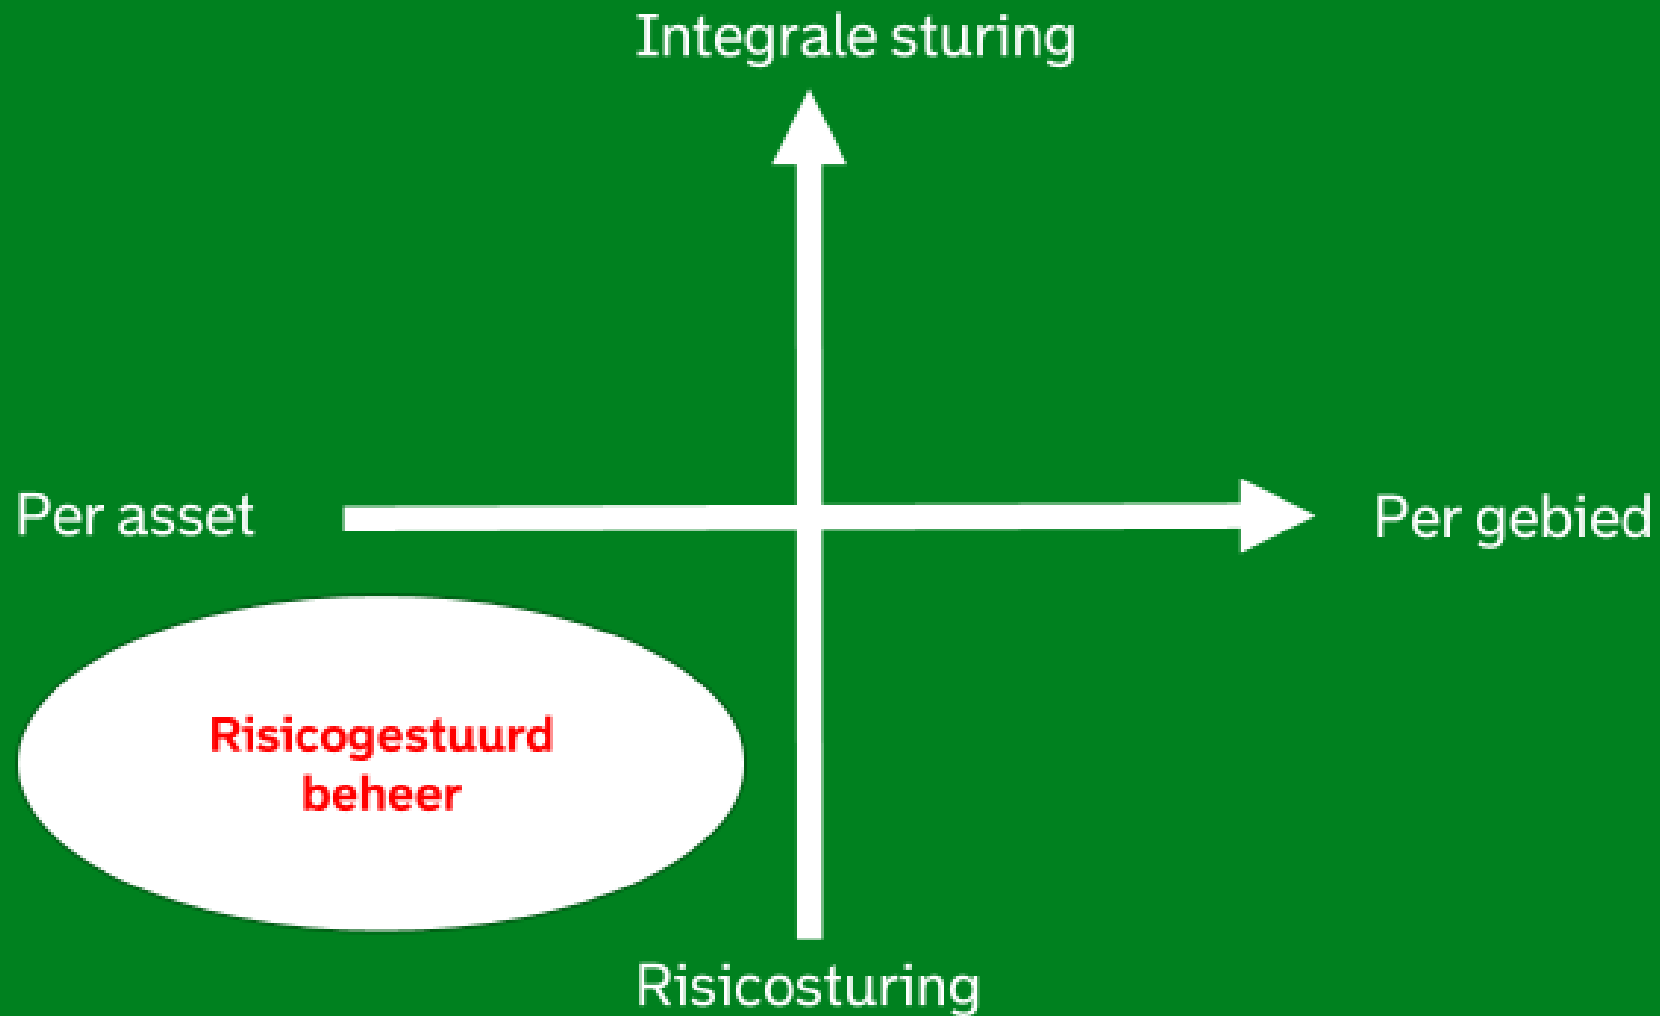 Integrale sturing
Per asset
Per gebied
Risicogestuurd
beheer
Risicosturing